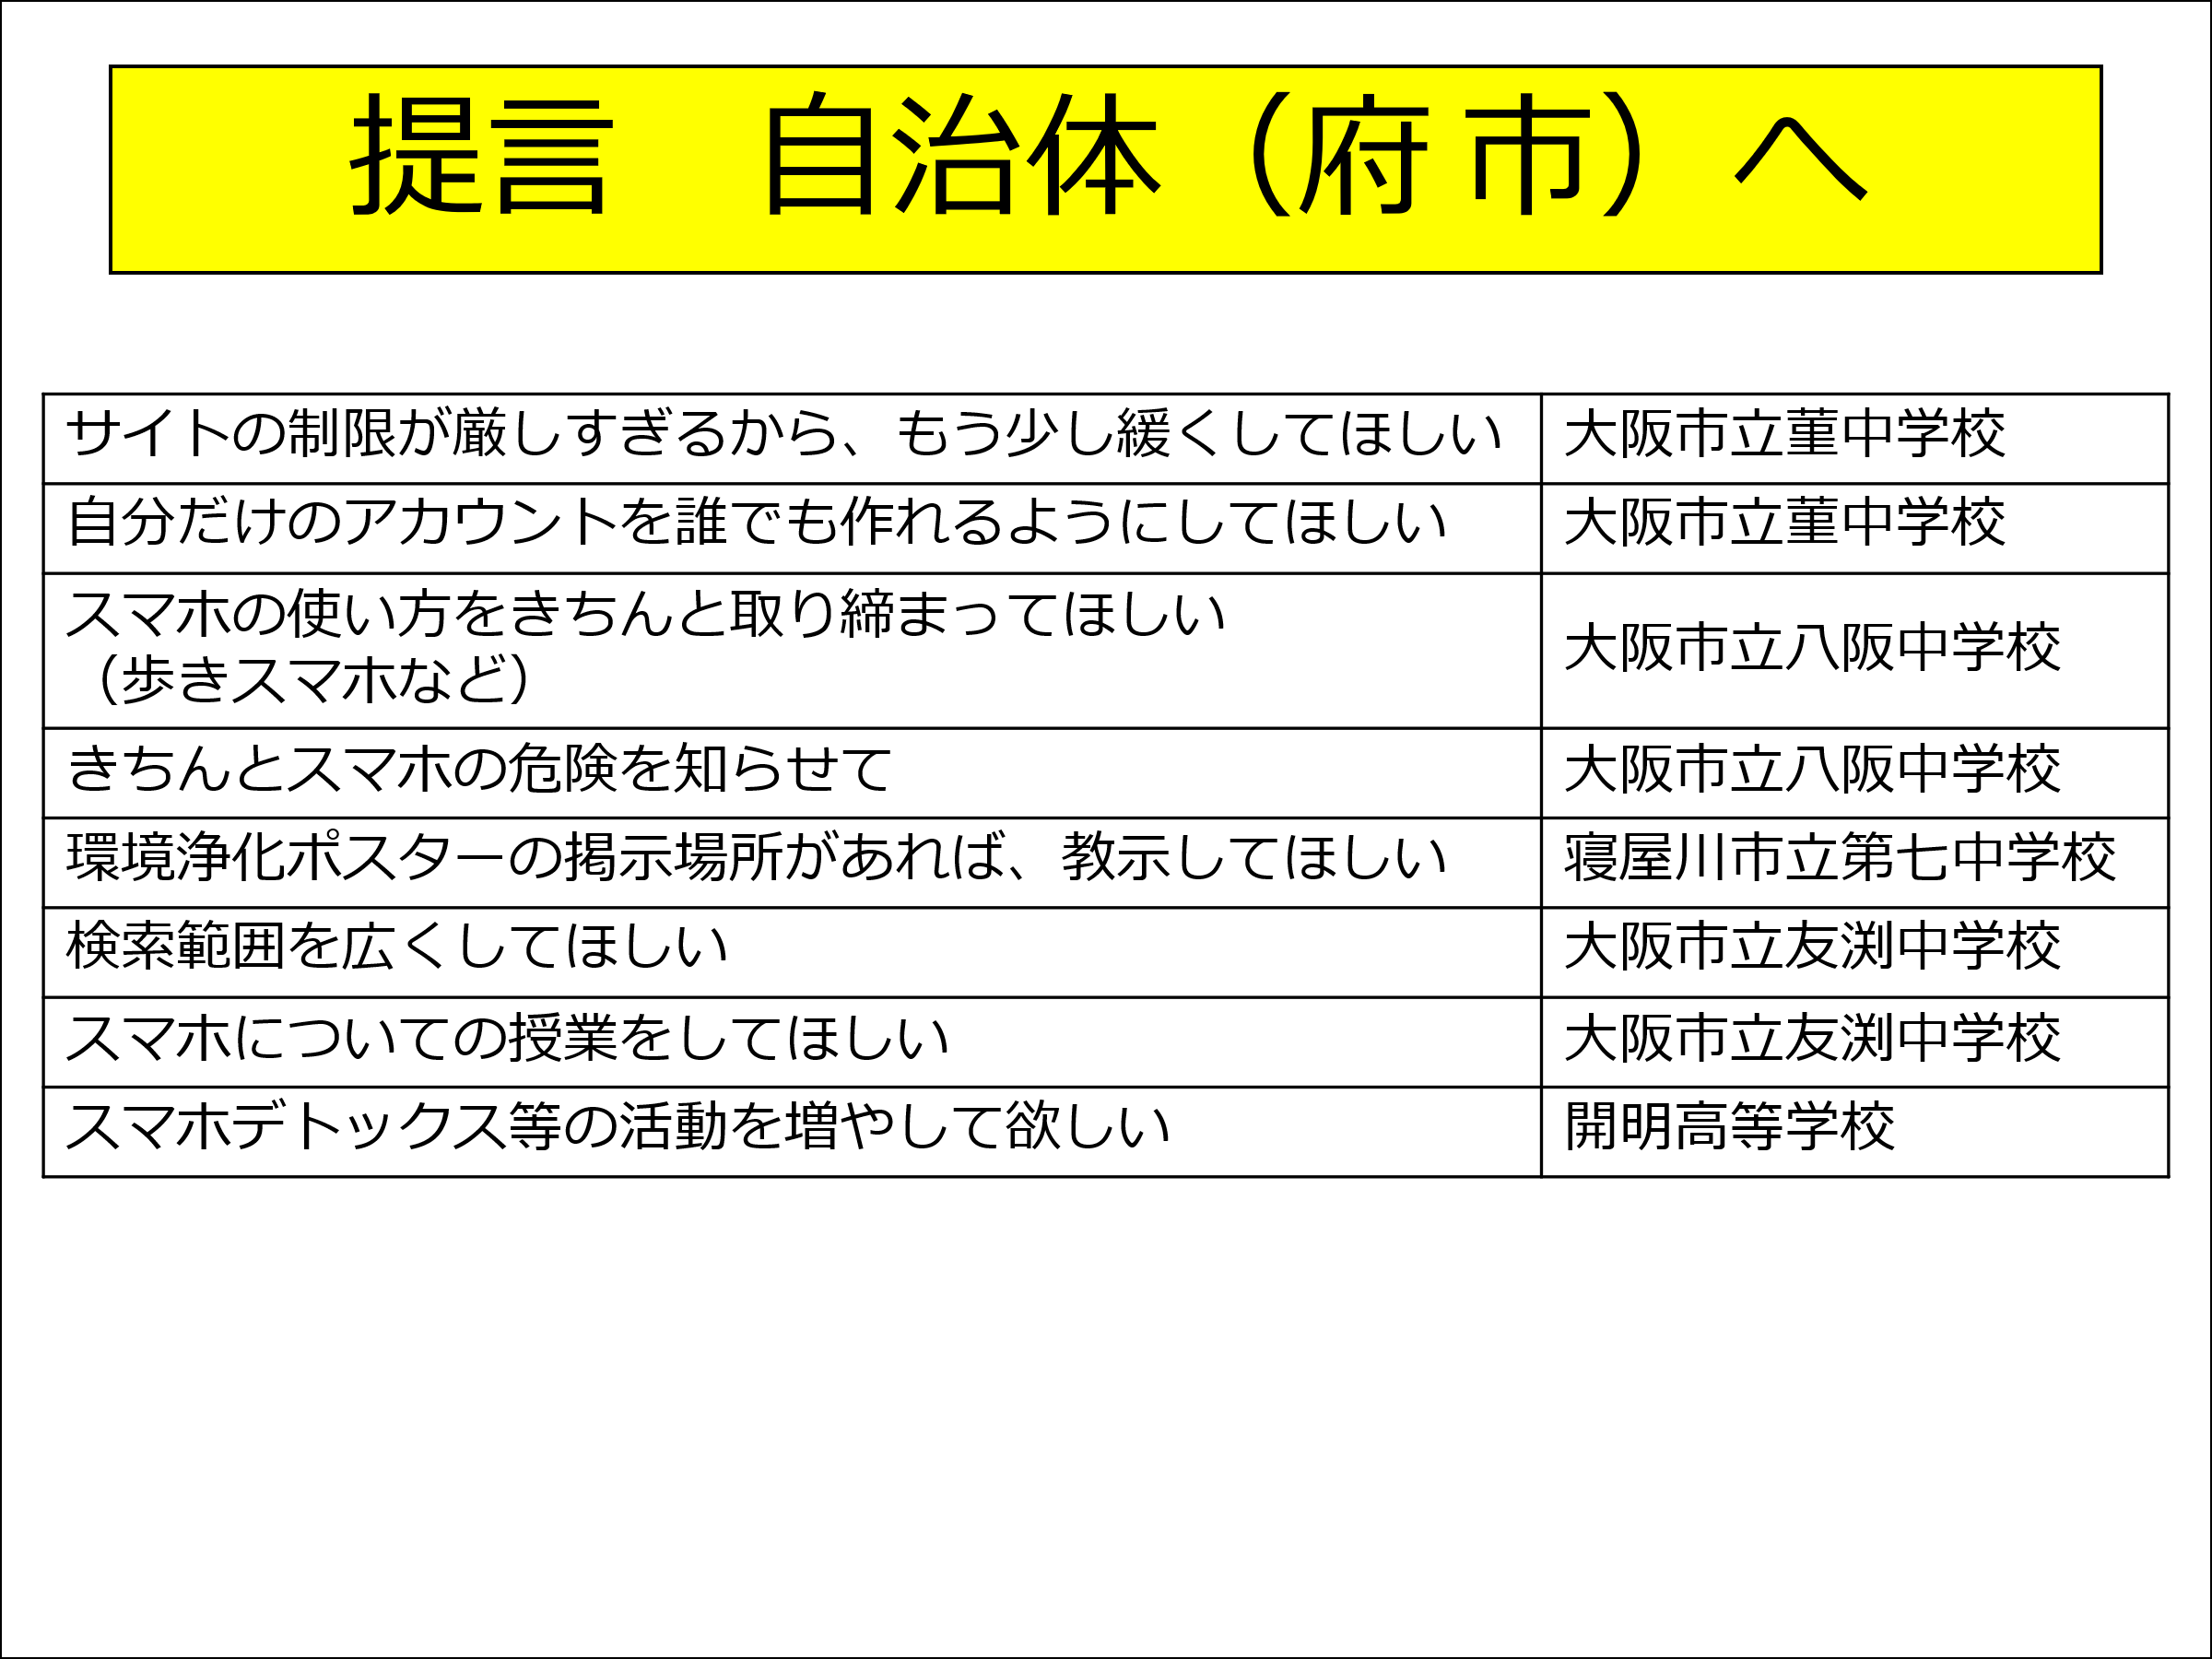 提言　自治体（府 市）へ
サイトの制限が厳しすぎるから、もう少し緩くしてほしい　大阪市立菫中学校
自分だけのアカウントを誰でも作れるようにしてほしい　大阪市立菫中学校
スマホの使い方をきちんと取り締まってほしい
（歩きスマホなど）　大阪市立八阪中学校
きちんとスマホの危険を知らせて　大阪市立八阪中学校
環境浄化ポスターの掲示場所があれば、教示してほしい　寝屋川市立第七中学校
検索範囲を広くしてほしい　大阪市立友渕中学校
スマホについての授業をしてほしい　大阪市立友渕中学校
スマホデトックス等の活動を増やして欲しい　開明高等学校